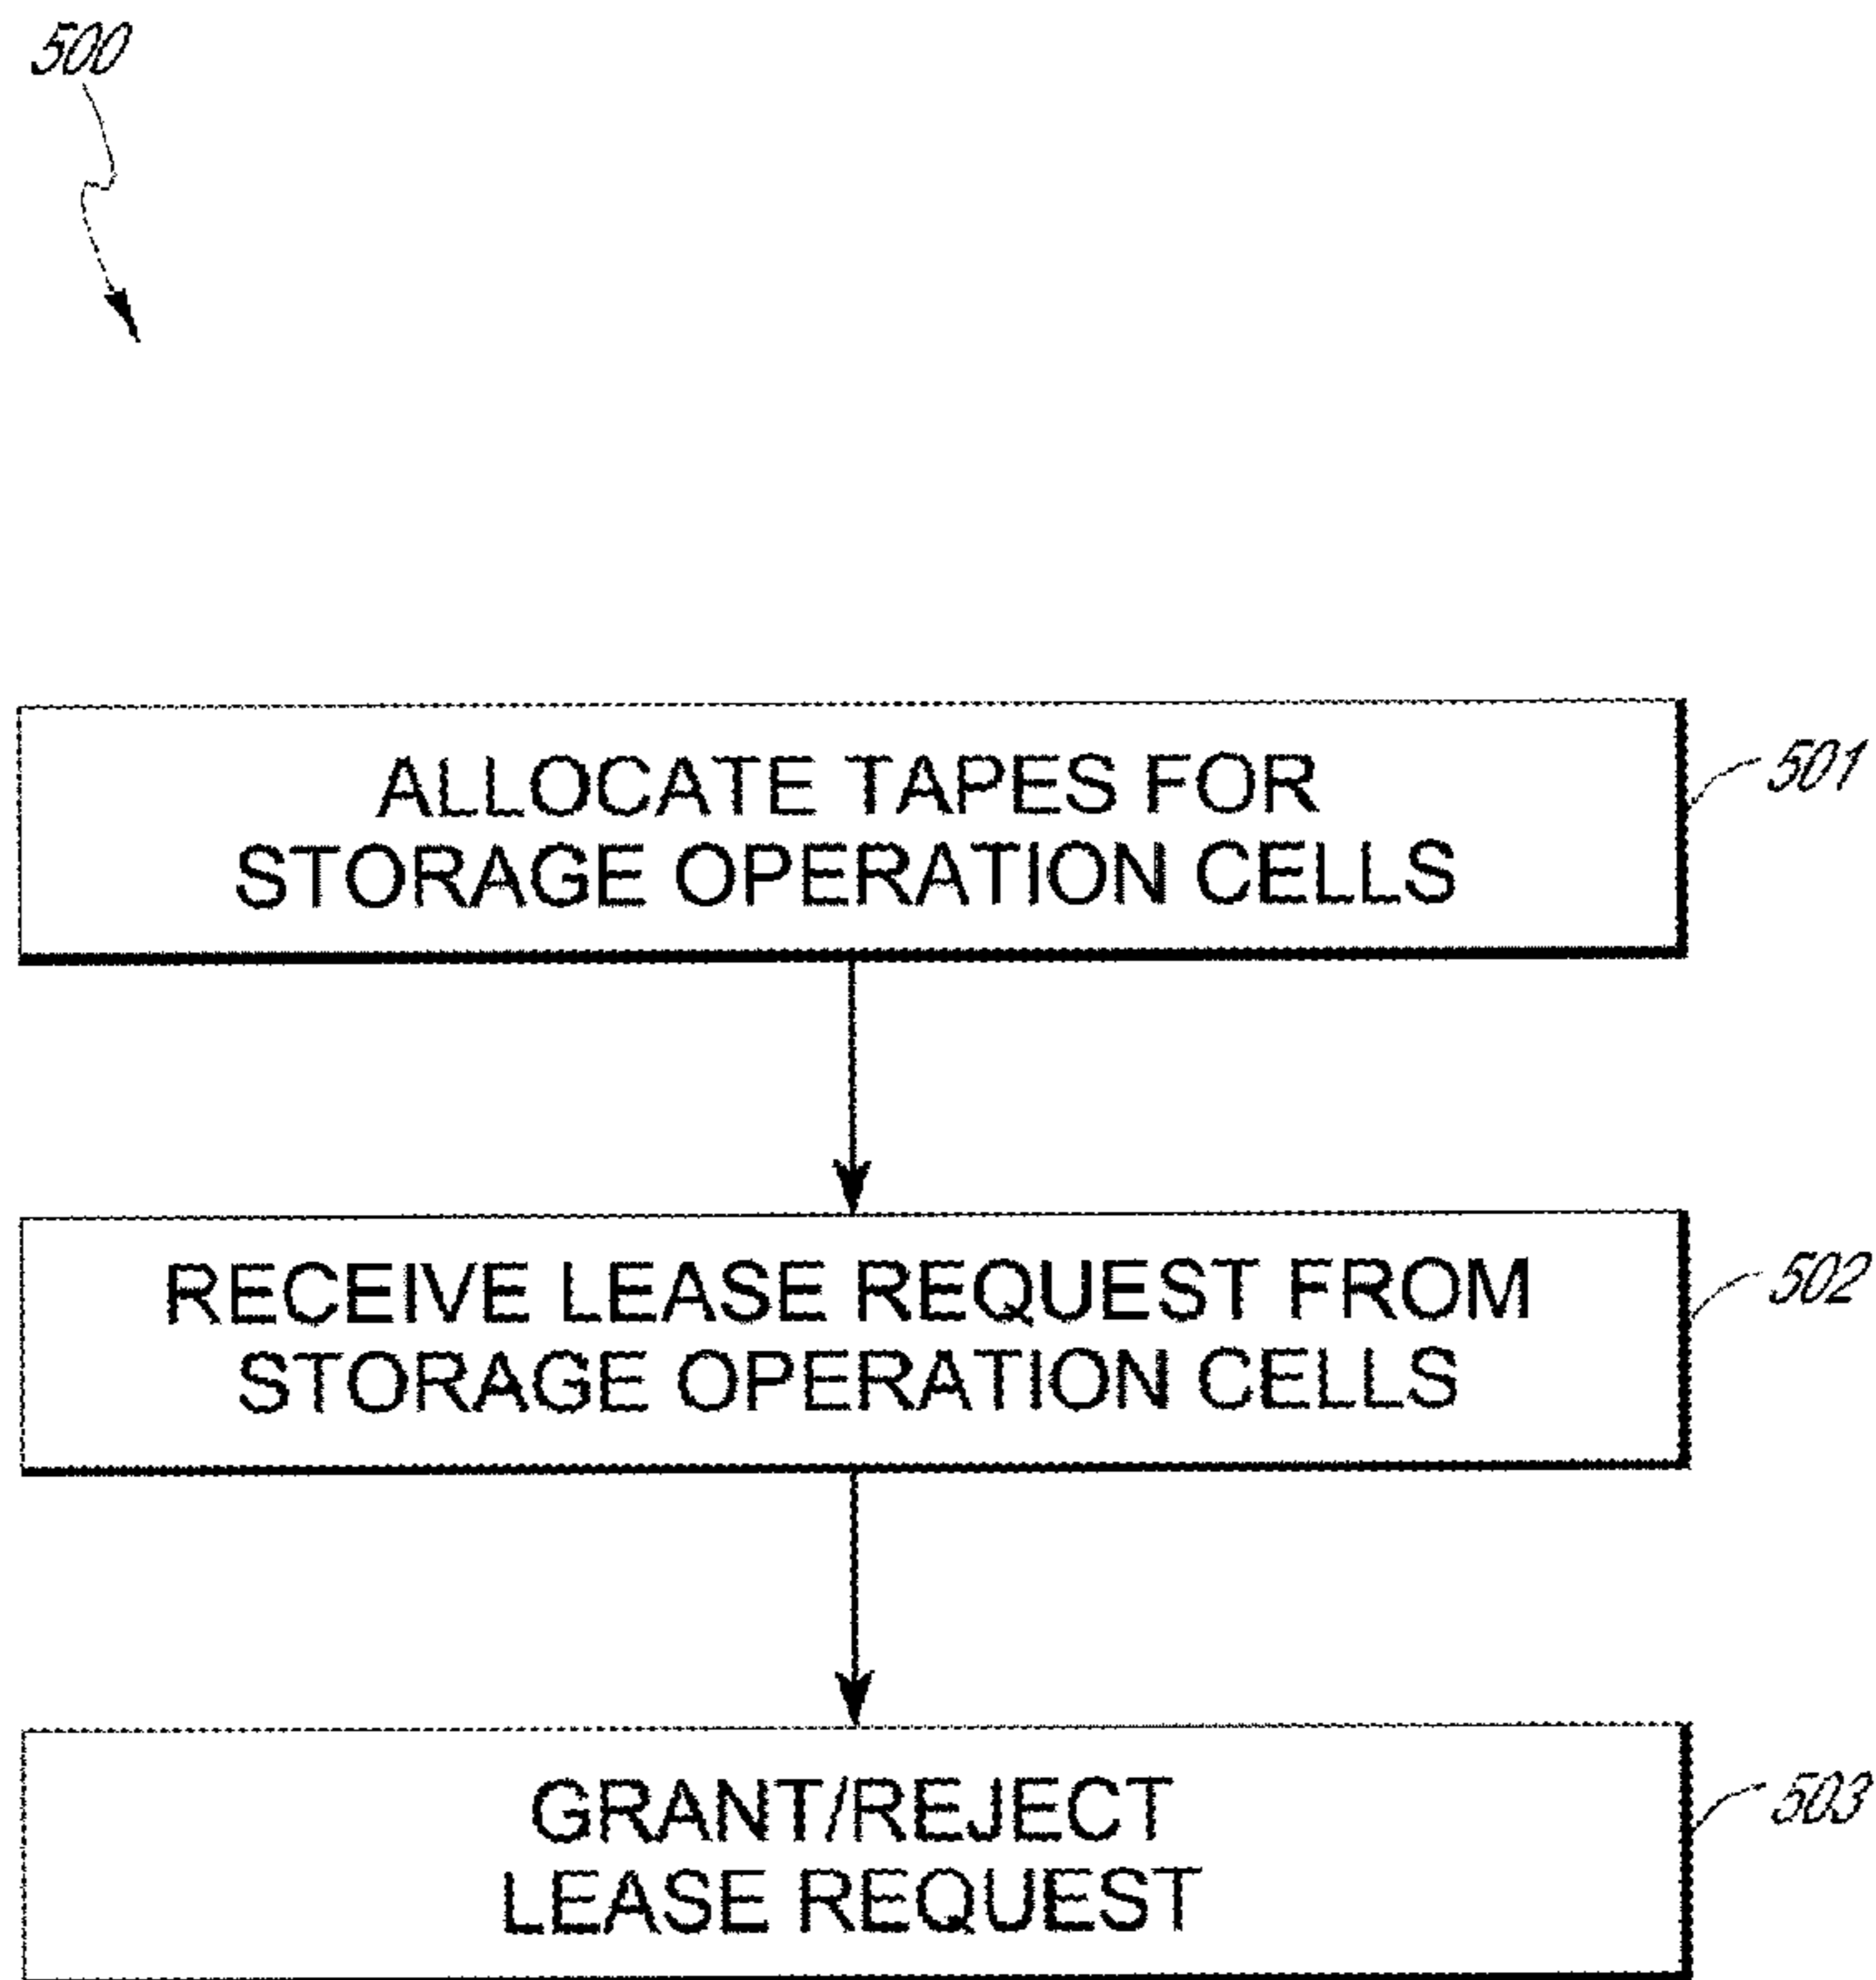 500
ALLOCATE TAPES FOR
STORAGE OPERATION CELLS
501
RECEIVE LEASE REQUEST FROM
STORAGE OPERATION CELLS
502
GRANT/REJECT
LEASE REQUEST
503